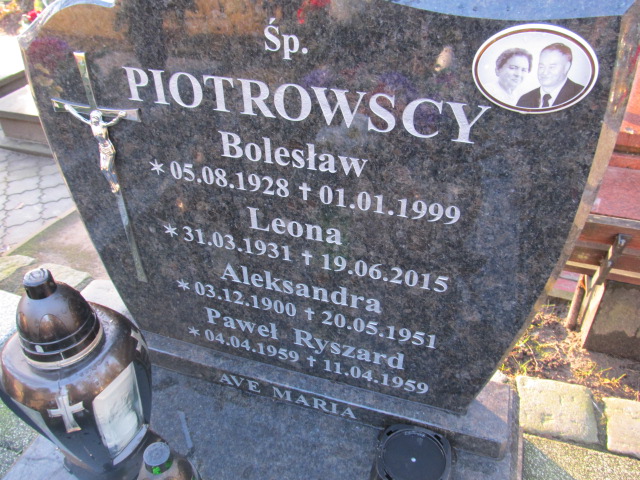 Śp.
PIOTROWSCY
Bolesław
* 05.08.1928 † 01.01.1999
Leona
* 31.03.1931 † 19.06.2015
Aleksandra
* 03.12.1900 † 20.05.1951
Paweł Ryszard
* 04.04.1959 † 11.04.1959
AVE MARIA